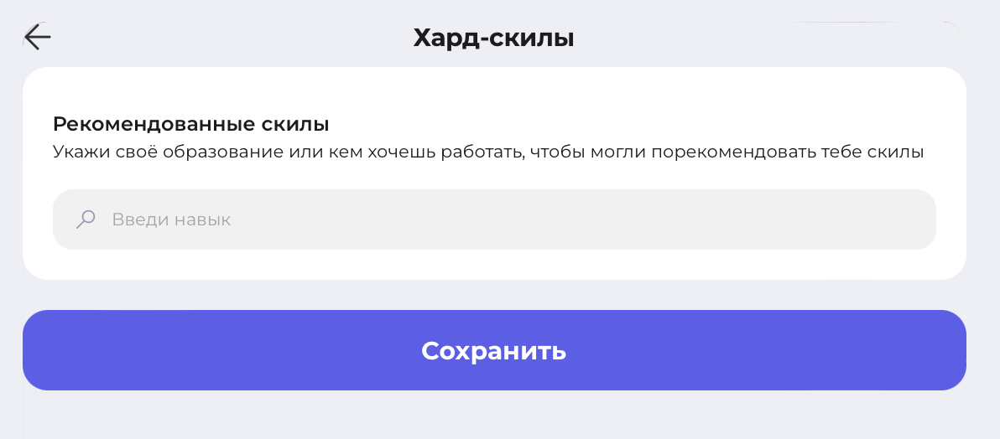 Хард-скилы
Рекомендованные скилы
Укажи своё образование или кем хочешь работать, чтобы могли порекомендовать тебе скилы
Введи навык
Сохранить